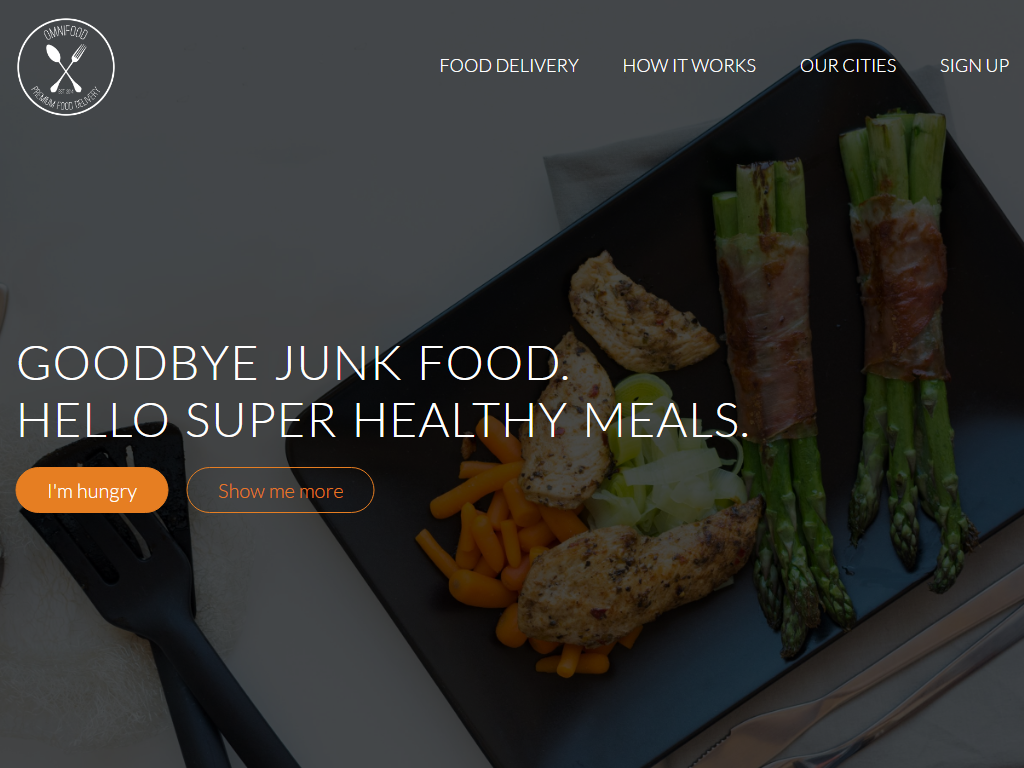 OMNIFOOD
EST 2014
PREMIUM FOOD DELIVERY
FOOD DELIVERY
HOW IT WORKS
OUR CITIES
SIGN UP
GOODBYE JUNK FOOD.
HELLO SUPER HEALTHY MEALS.
I'm hungry
Show me more